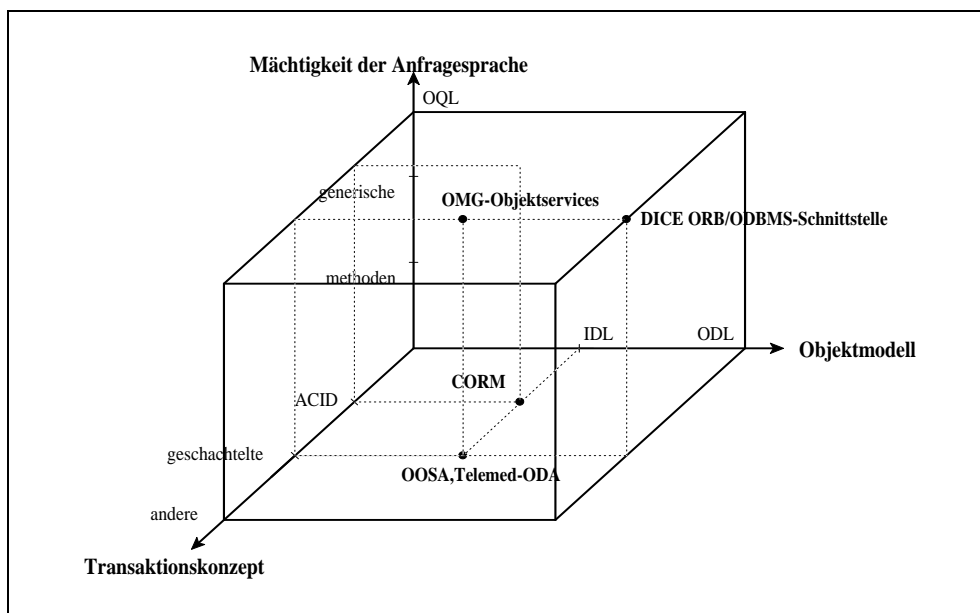 Mächtigkeit der Anfragesprache
OQL
generische
OMG-Objektservices
DICE ORB/ODBMS-Schnittstelle
methoden
IDL
ODL
Objektmodell
CORM
ACID
geschachtelte
OOSA,Telemed-ODA
andere
Transaktionskonzept